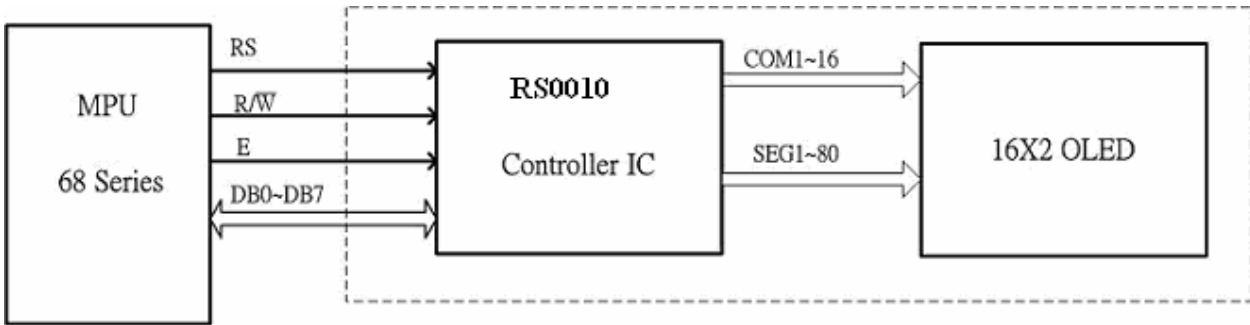 MPU
68 Series
RS
R/W̅
E
DB0~DB7
RS0010
Controller IC
COM1~16
SEG1~80
16X2 OLED